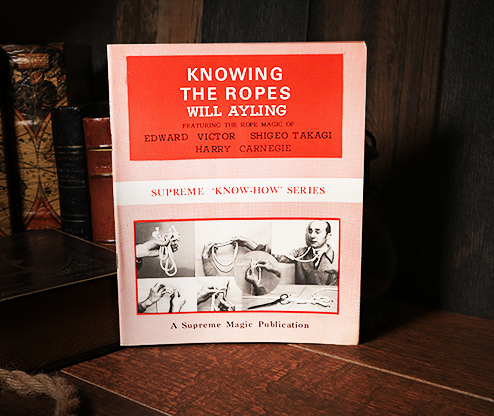 KNOWING
THE ROPES
WILL AYLING
FEATURING THE ROPE MAGIC OF
EDWARD VICTOR SHIGEO TAKAGI
HARRY CARNEGIE
SUPREME 'KNOW-HOW' SERIES
A Supreme Magic Publication